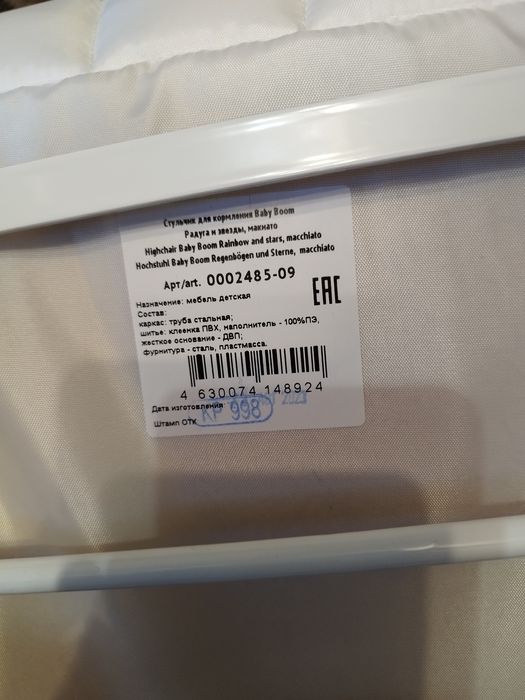 Стульчик для кормления Baby Boom
Радуга и звезды, макиато
Highchair Baby Boom Rainbow and stars, macchiato
Hochstuhl Baby Boom Regenbögen und Sterne, macchiato
Арт/art. 0002485-09
EAC
Назначение: мебель детская
Состав:
каркас: труба стальная;
шитье: клеенка ПВХ, наполнитель - 100%ПЭ,
жесткое основание - ДВП;
фурнитура - сталь, пластмасса.
4 630074 148924
Дата изготовления
Штамп ОТК КР 998